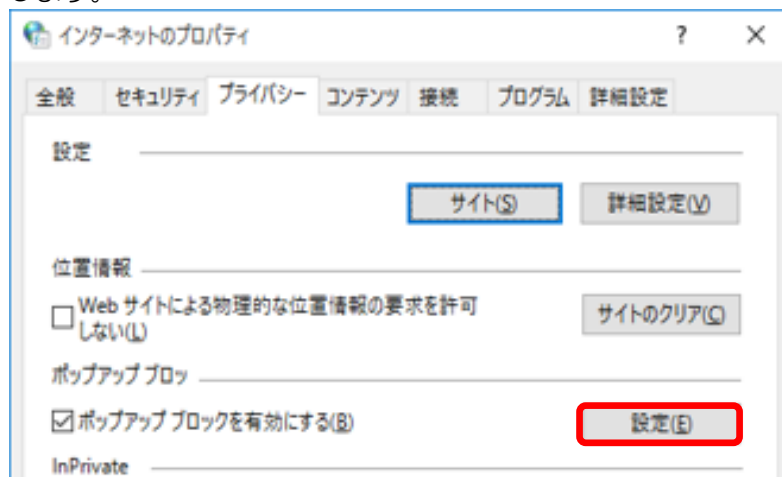 します。
インターネットのプロパティ ? ×
全般 セキュリティ プライバシー コンテンツ 接続 プログラム 詳細設定
設定
サイト(S) 詳細設定(V)
位置情報
Web サイトによる物理的な位置情報の要求を許可 サイトのクリア(C)
しない(L)
ポップアップ ブロッ
ポップアップ ブロックを有効にする(B) 設定(E)
InPrivate